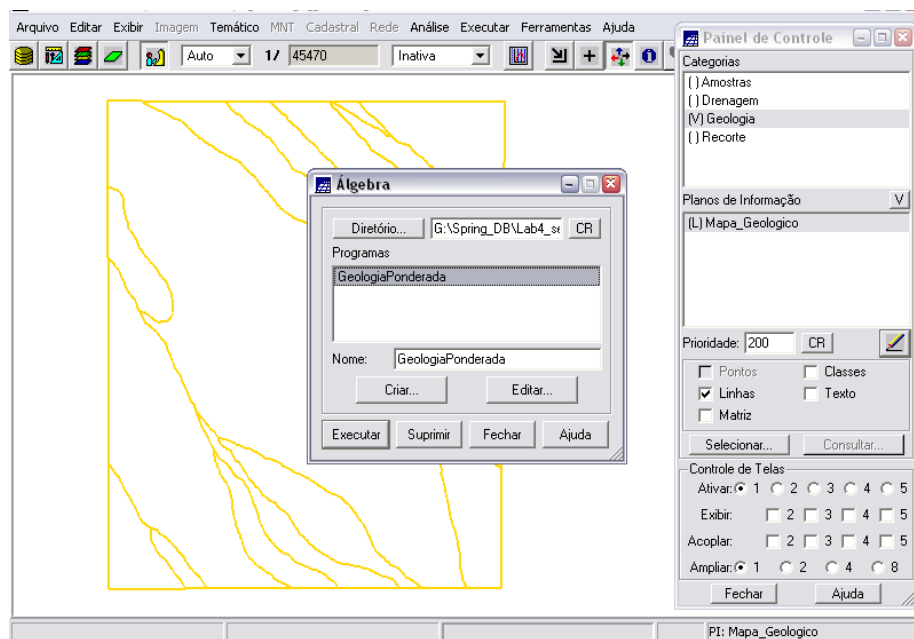 Arquivo Editar Exibir Imagem Temático MNT Cadastral Rede Análise Executar Ferramentas Ajuda
Auto 1/ 45470 Inativa
Painel de Controle
Categorias
( ) Amostras
( ) Drenagem
(V) Geologia
( ) Recorte
Planos de Informação V
(L) Mapa_Geologico
Prioridade: 200 CR
Pontos Classes
Linhas Texto
Matriz
Selecionar... Consultar...
Controle de Telas
Ativar: 1 2 3 4 5
Exibir: 2 3 4 5
Acoplar: 2 3 4 5
Ampliar: 1 2 4 8
Fechar Ajuda
Álgebra
Diretório... G:\Spring_DB\Lab4_se CR
Programas
GeologiaPonderada
Nome: GeologiaPonderada
Criar... Editar...
Executar Suprimir Fechar Ajuda
PI: Mapa_Geologico